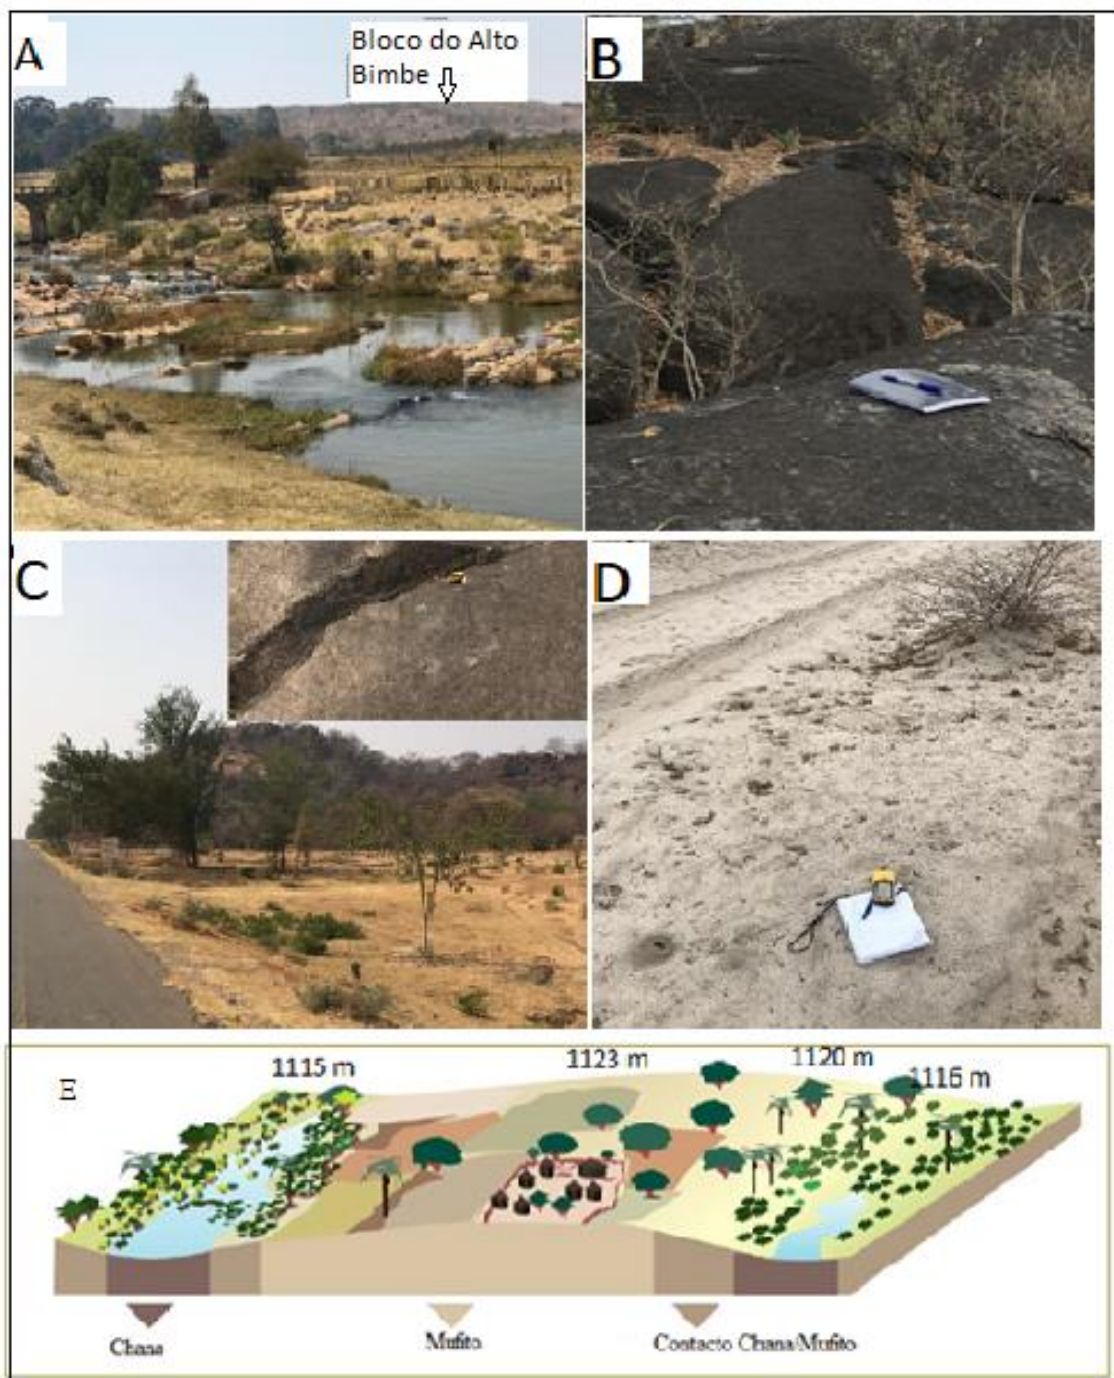 A
Bloco do Alto
Bimbe
B
C
D
E
1115 m
1123 m
1120 m
1116 m
Chana
Mufito
Contacto Chana/Mufito